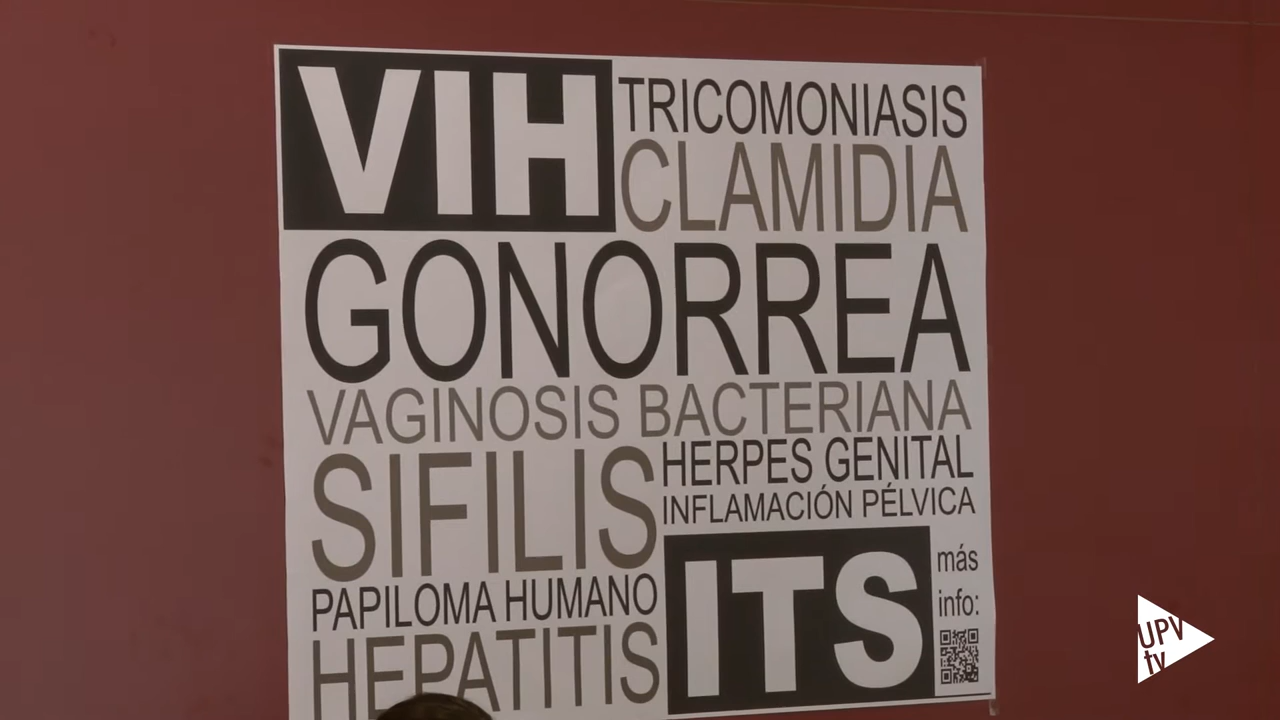 VIH
TRICOMONIASIS
CLAMIDIA
GONORREA
VAGINOSIS BACTERIANA
SIFILIS
HERPES GENITAL
INFLAMACIÓN PÉLVICA
PAPILOMA HUMANO
HEPATITIS
ITS
más
info:
UPV
tv